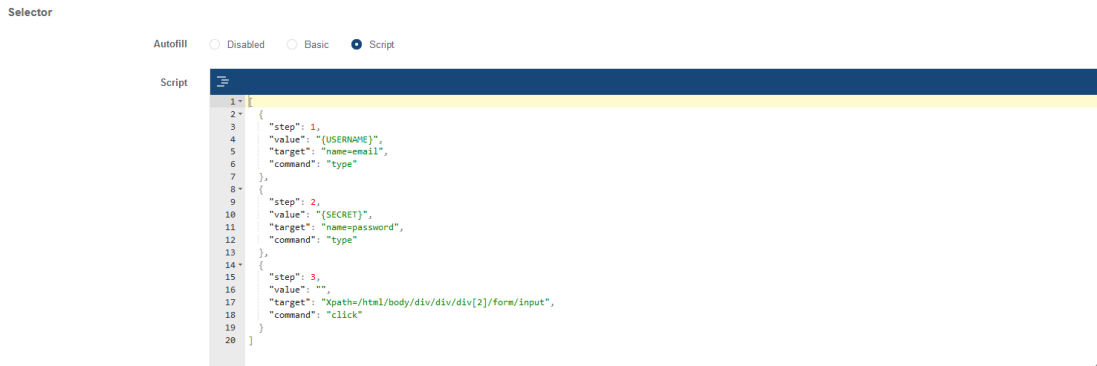 Selector
Autofill Disabled Basic Script
Script
1 [
2 {
3 "step": 1,
4 "value": "{USERNAME}",
5 "target": "name=email",
6 "command": "type"
7 },
8 {
9 "step": 2,
10 "value": "{SECRET}",
11 "target": "name=password",
12 "command": "type"
13 },
14 {
15 "step": 3,
16 "value": "",
17 "target": "Xpath=/html/body/div/div/div[2]/form/input",
18 "command": "click"
19 }
20 ]